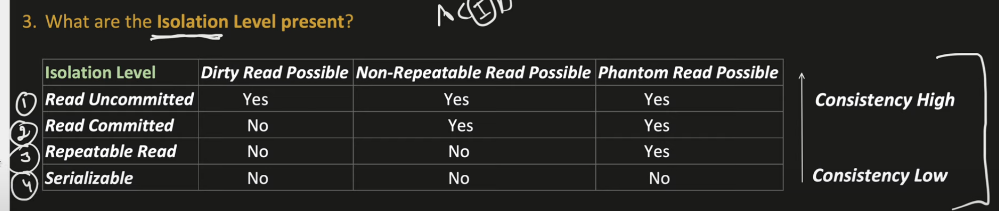 3. What are the Isolation Level present?
ACID
Isolation Level Dirty Read Possible Non-Repeatable Read Possible Phantom Read Possible
1 Read Uncommitted Yes Yes Yes Consistency High
2 Read Committed No Yes Yes
3 Repeatable Read No No Yes
4 Serializable No No No Consistency Low